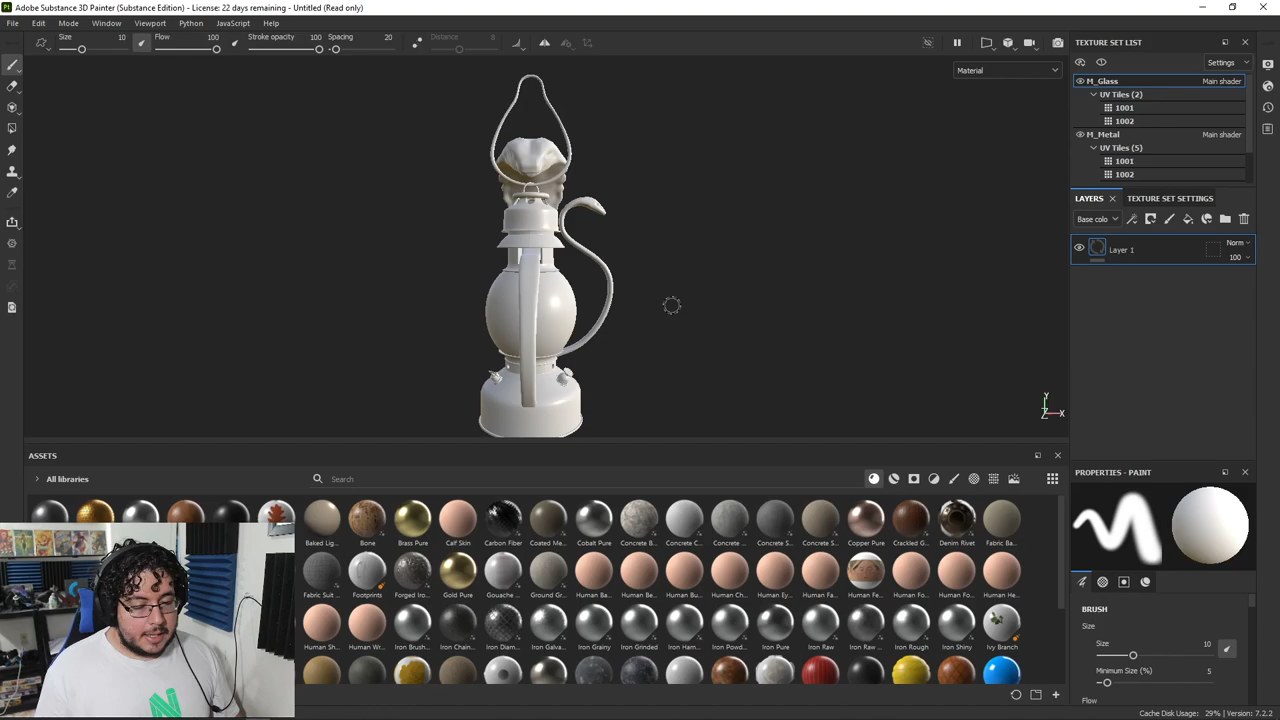 Pt Adobe Substance 3D Painter (Substance Edition) - License: 22 days remaining - Untitled (Read only)
File Edit Mode Window Viewport Python JavaScript Help
Size 10 Flow 100 Stroke opacity 100 Spacing 20 Distance 8
Material
TEXTURE SET LIST
Settings
M_Glass Main shader
UV Tiles (2)
1001
1002
M_Metal Main shader
UV Tiles (5)
1001
1002
LAYERS TEXTURE SET SETTINGS
Base colo
Norm
Layer 1
100
Y
Z X
ASSETS
All libraries Search
Baked Lig... Bone Brass Pure Calf Skin Carbon Fiber Coated Me... Cobalt Pure Concrete B... Concrete C... Concrete ... Concrete S... Concrete S... Copper Pure Cracked G... Denim Rivet Fabric Ba...
Fabric Suit ... Footprints Forged Iro... Gold Pure Gouache ... Ground Gr... Human Ba... Human Be... Human Bu... Human Ch... Human Ey... Human Fa... Human Fe... Human Fo... Human Fo... Human He...
Human Sh... Human Wr... Iron Brush... Iron Chain... Iron Diam... Iron Galva... Iron Grainy Iron Grinded Iron Ham... Iron Powd... Iron Pure Iron Raw Iron Raw ... Iron Rough Iron Shiny Ivy Branch
PROPERTIES - PAINT
BRUSH
Size
Size 10
Minimum Size (%) 5
Flow
N
Cache Disk Usage: 29% | Version: 7.2.2